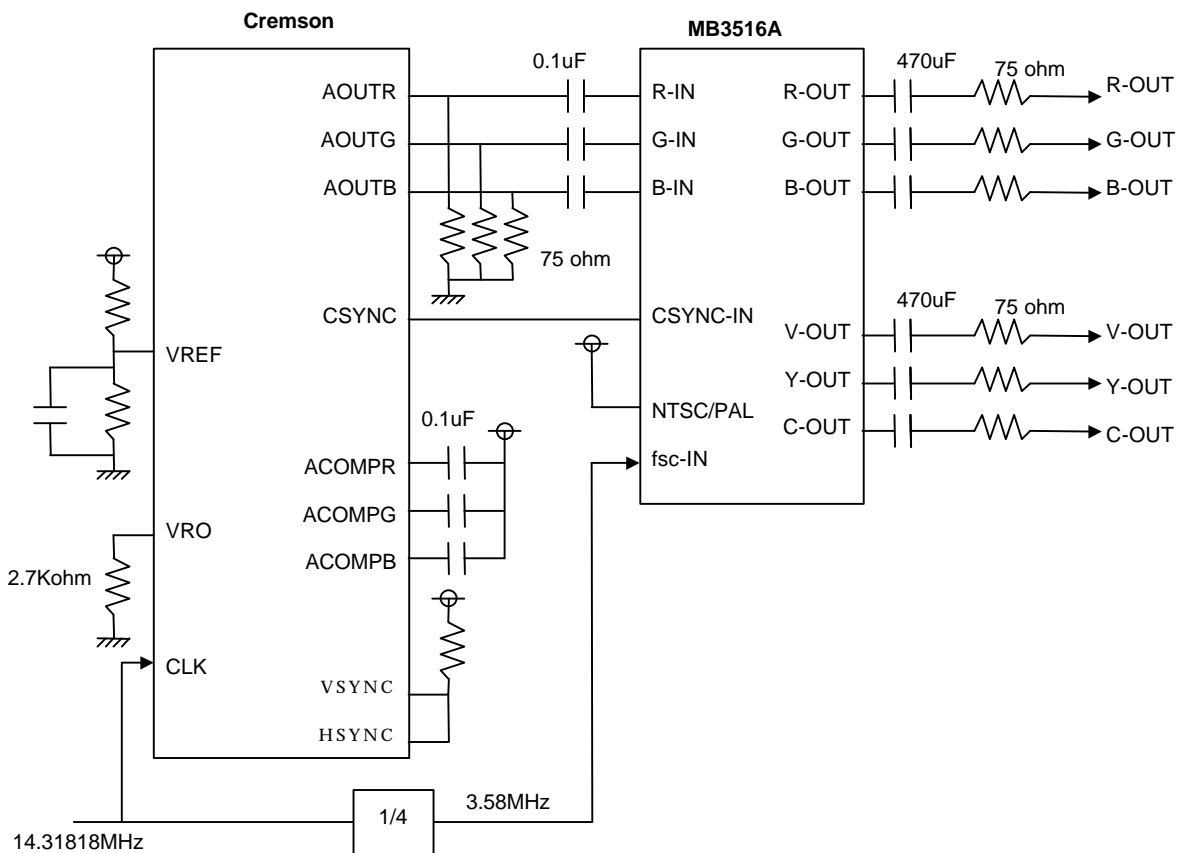 Cremson
MB3516A
AOUTR
0.1uF
R-IN
R-OUT
470uF
75 ohm
R-OUT
AOUTG
G-IN
G-OUT
G-OUT
AOUTB
B-IN
B-OUT
B-OUT
75 ohm
CSYNC
CSYNC-IN
470uF
75 ohm
V-OUT
V-OUT
VREF
Y-OUT
Y-OUT
NTSC/PAL
0.1uF
C-OUT
C-OUT
ACOMPR
fsc-IN
ACOMPG
VRO
ACOMPB
2.7Kohm
CLK
VSYNC
HSYNC
3.58MHz
1/4
14.31818MHz